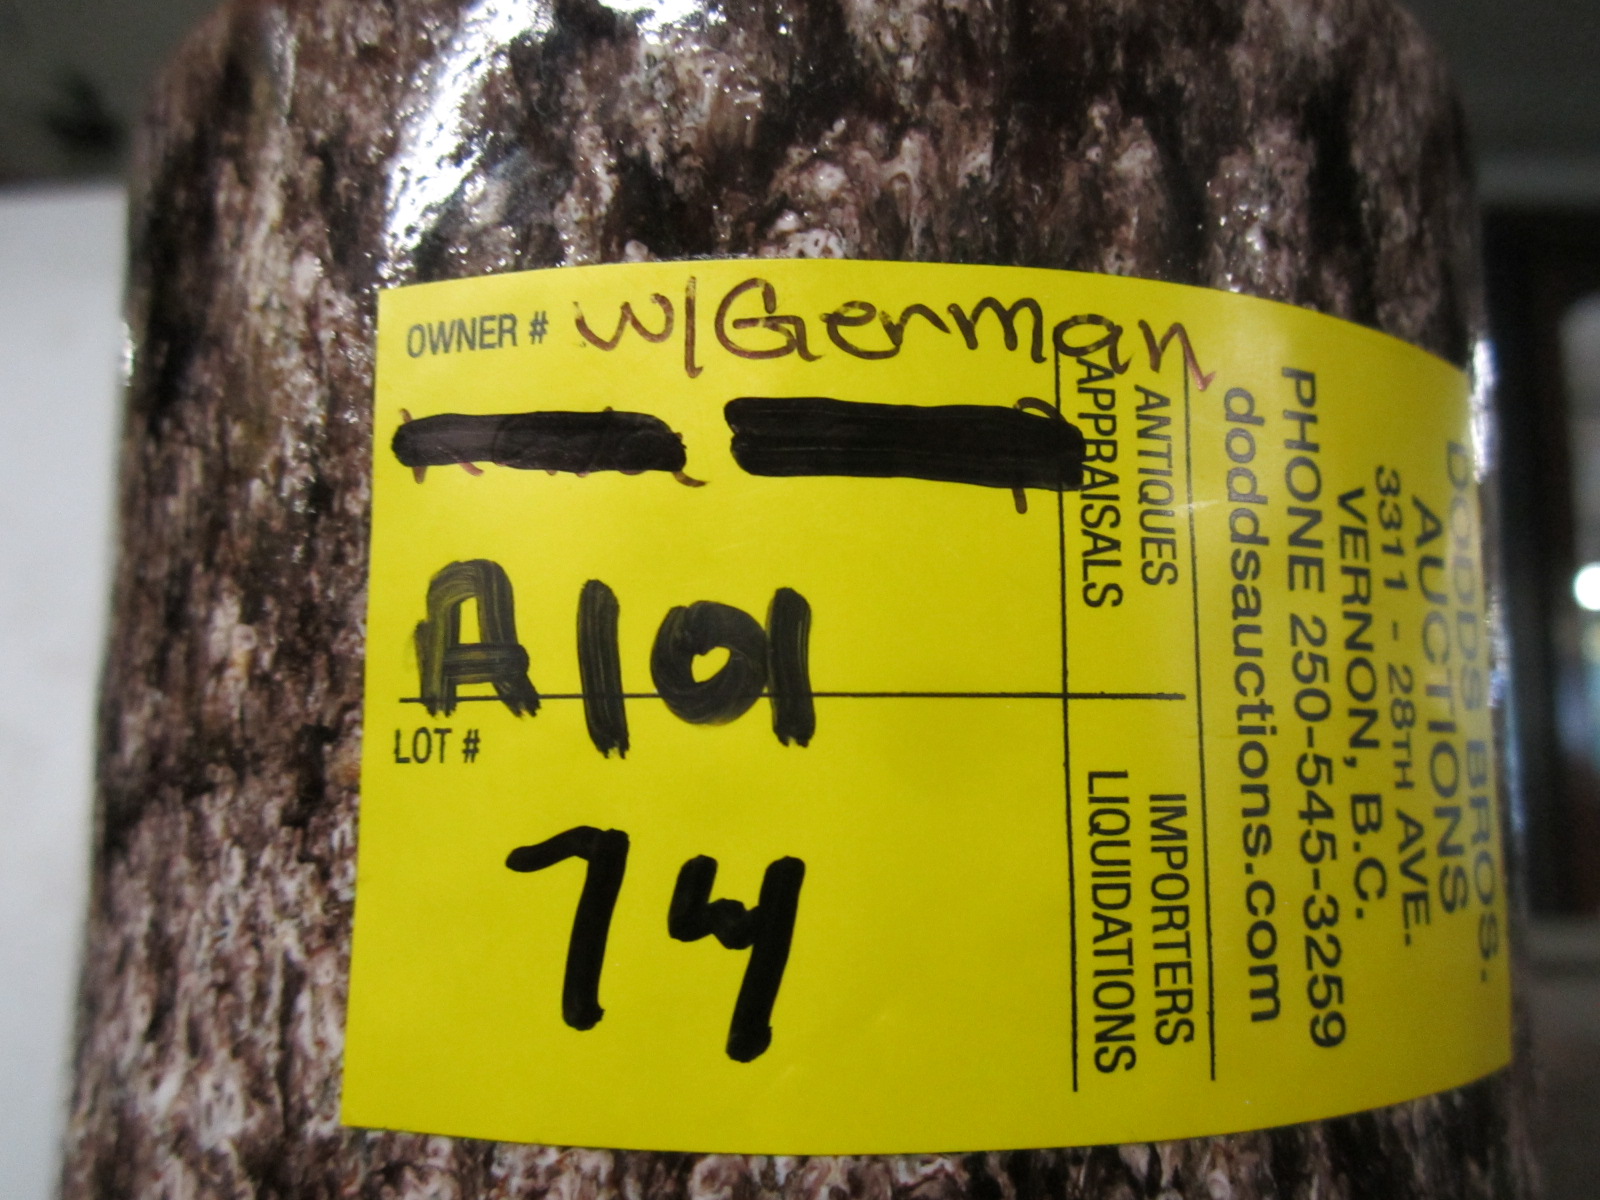 OWNER # W/German
A101
LOT #
74
ANTIQUES
APPRAISALS
IMPORTERS
LIQUIDATIONS
DODDS BROS.
AUCTIONS
3311 - 28TH AVE.
VERNON, B.C.
PHONE 250-545-3259
doddsauctions.com